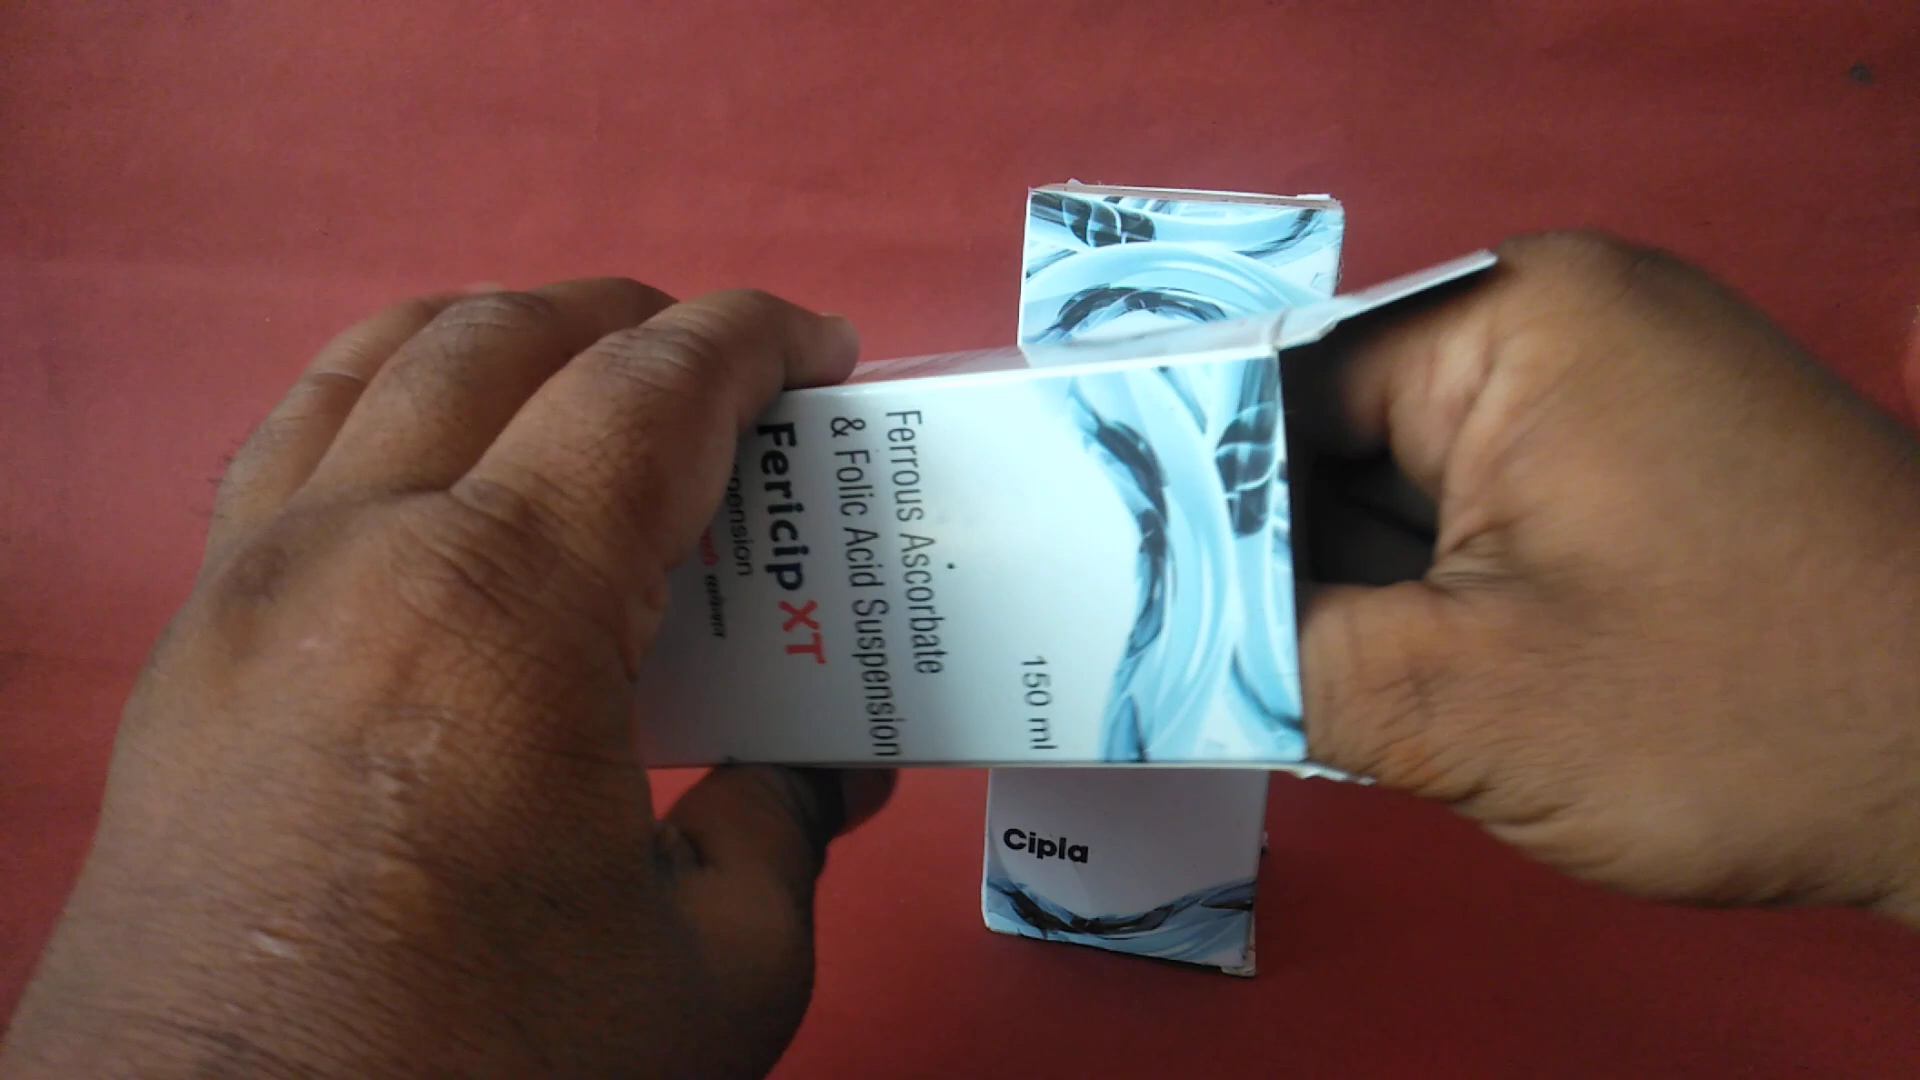 Ferrous Ascorbate
& Folic Acid Suspension
Fericip XT
150 ml
Cipla